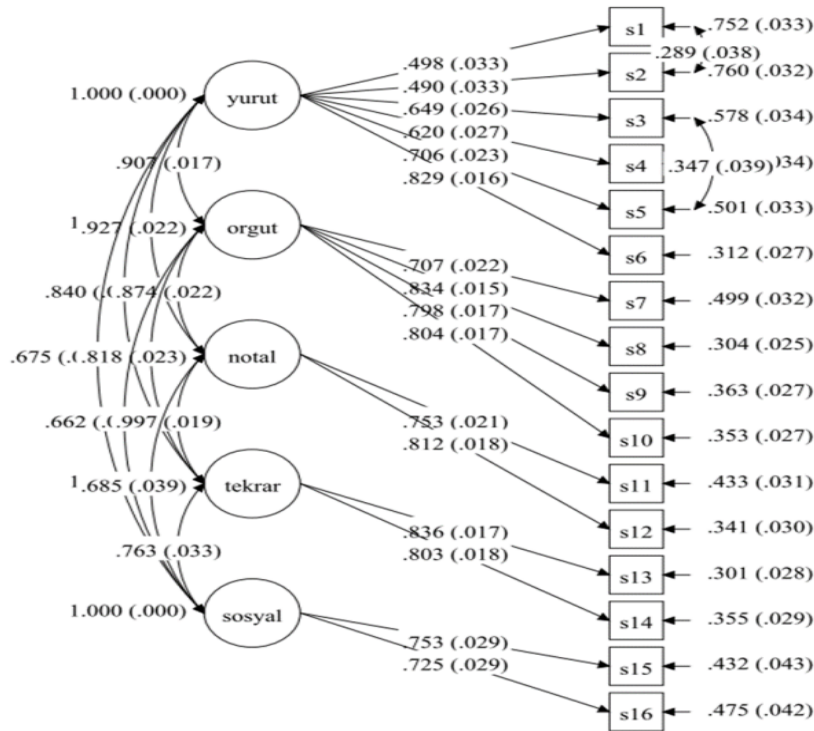 s1
.752 (.033)
.289 (.038)
s2
.760 (.032)
.498 (.033)
.490 (.033)
.649 (.026)
.620 (.027)
.706 (.023)
.829 (.016)
1.000 (.000)
yurut
s3
.578 (.034)
s4
.347 (.039)
s5
.501 (.033)
s6
.312 (.027)
.907 (.017)
.927 (.022)
orgut
.707 (.022)
.834 (.015)
.798 (.017)
.804 (.017)
s7
.499 (.032)
s8
.304 (.025)
s9
.363 (.027)
s10
.353 (.027)
.840
.874 (.022)
notal
.753 (.021)
.812 (.018)
s11
.433 (.031)
s12
.341 (.030)
.675
.818 (.023)
.662
.997 (.019)
.685 (.039)
tekrar
.836 (.017)
.803 (.018)
s13
.301 (.028)
s14
.355 (.029)
.763 (.033)
1.000 (.000)
sosyal
.753 (.029)
.725 (.029)
s15
.432 (.043)
s16
.475 (.042)